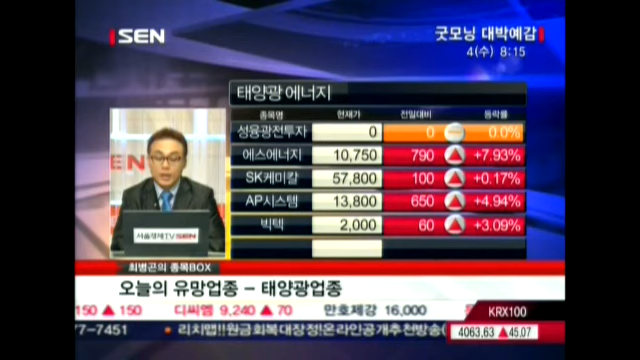 SEN
굿모닝 대박예감
4(수) 8:15
태양광 에너지
종목명 현재가 전일대비 등락률
성융광전투자 0 0 0.0%
에스에너지 10,750 790 ▲ +7.93%
SK케미칼 57,800 100 ▲ +0.17%
AP시스템 13,800 650 ▲ +4.94%
빅텍 2,000 60 ▲ +3.09%
서울경제TV SEN
최병곤의 종목BOX
오늘의 유망업종 - 태양광업종
150 ▲ 150 디씨엠 9,240 ▲ 70 만호제강 16,000
KRX100
77-7451 • 리치맵!!원금회복대장정!온라인공개추천방송(
4063,63 ▲ 45,07